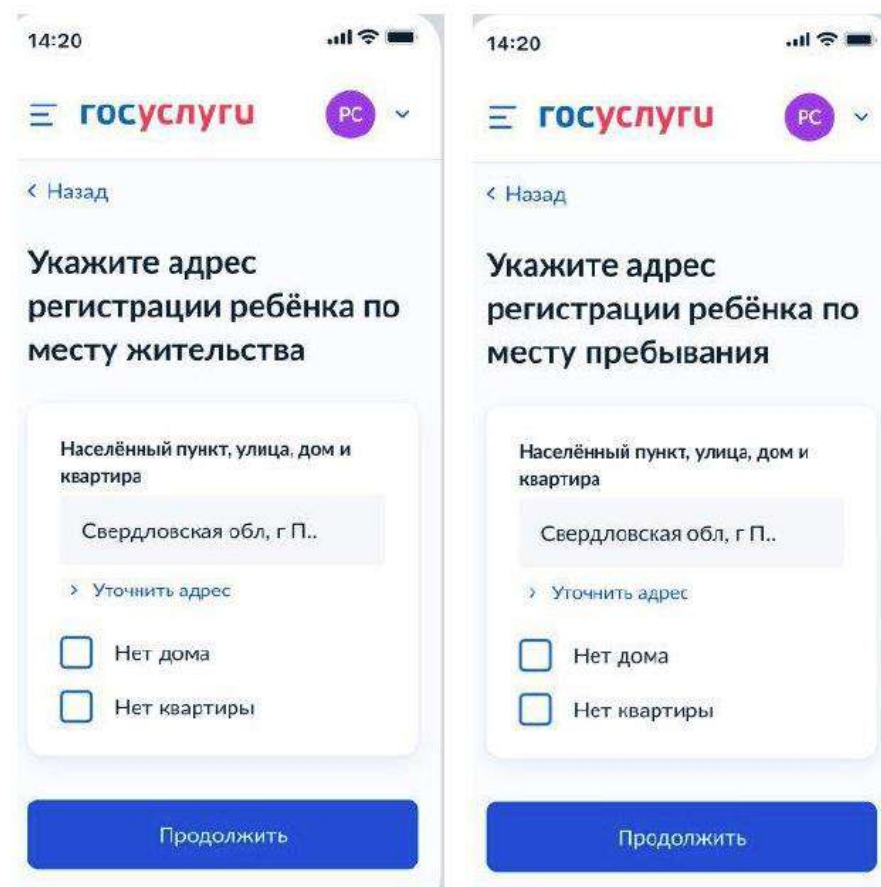 14:20
госуслуги
РС
Назад
Укажите адрес
регистрации ребёнка по
месту жительства
Населённый пункт, улица, дом и
квартира
Свердловская обл, г П..
Уточнить адрес
Нет дома
Нет квартиры
Продолжить
14:20
госуслуги
РС
Назад
Укажите адрес
регистрации ребёнка по
месту пребывания
Населённый пункт, улица, дом и
квартира
Свердловская обл, г П..
Уточнить адрес
Нет дома
Нет квартиры
Продолжить